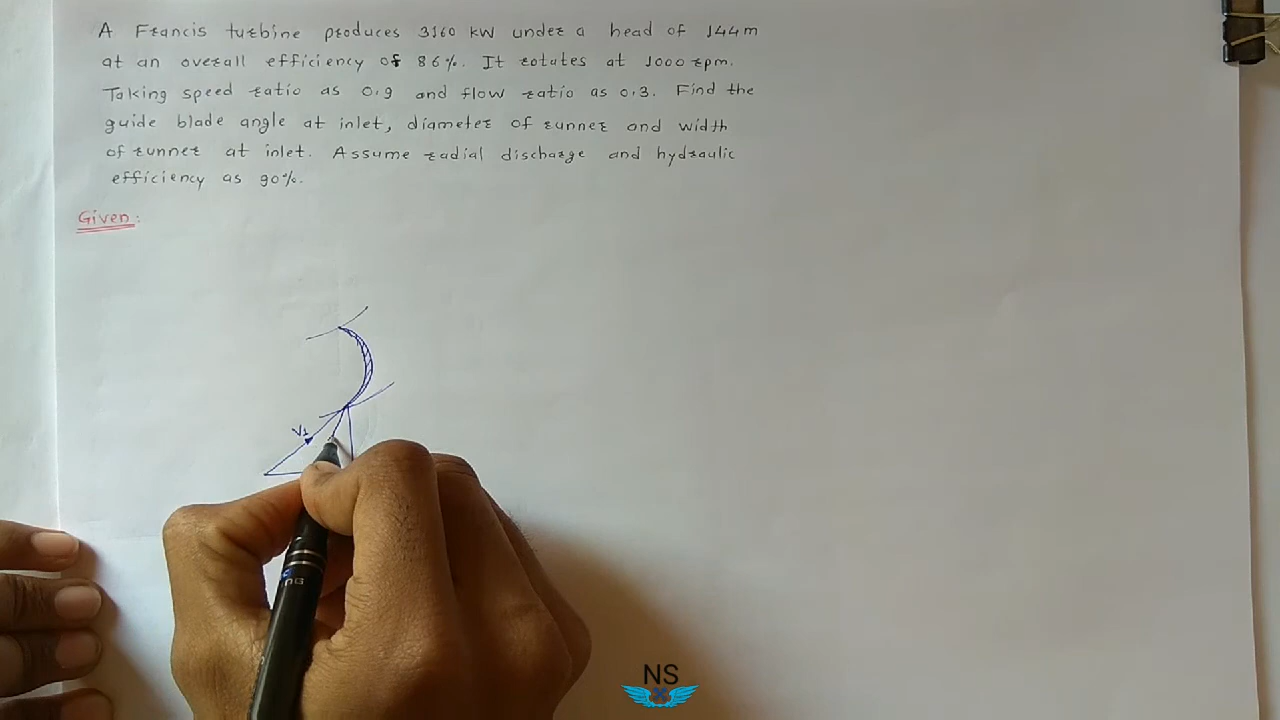 A Francis turbine produces 3160 kW under a head of 144m
at an overall efficiency of 86%. It rotates at 1000 rpm.
Taking speed ratio as 0.9 and flow ratio as 0.3. Find the
guide blade angle at inlet, diameter of runner and width
of runner at inlet. Assume radial discharge and hydraulic
efficiency as 90%.
Given:
V1
NS